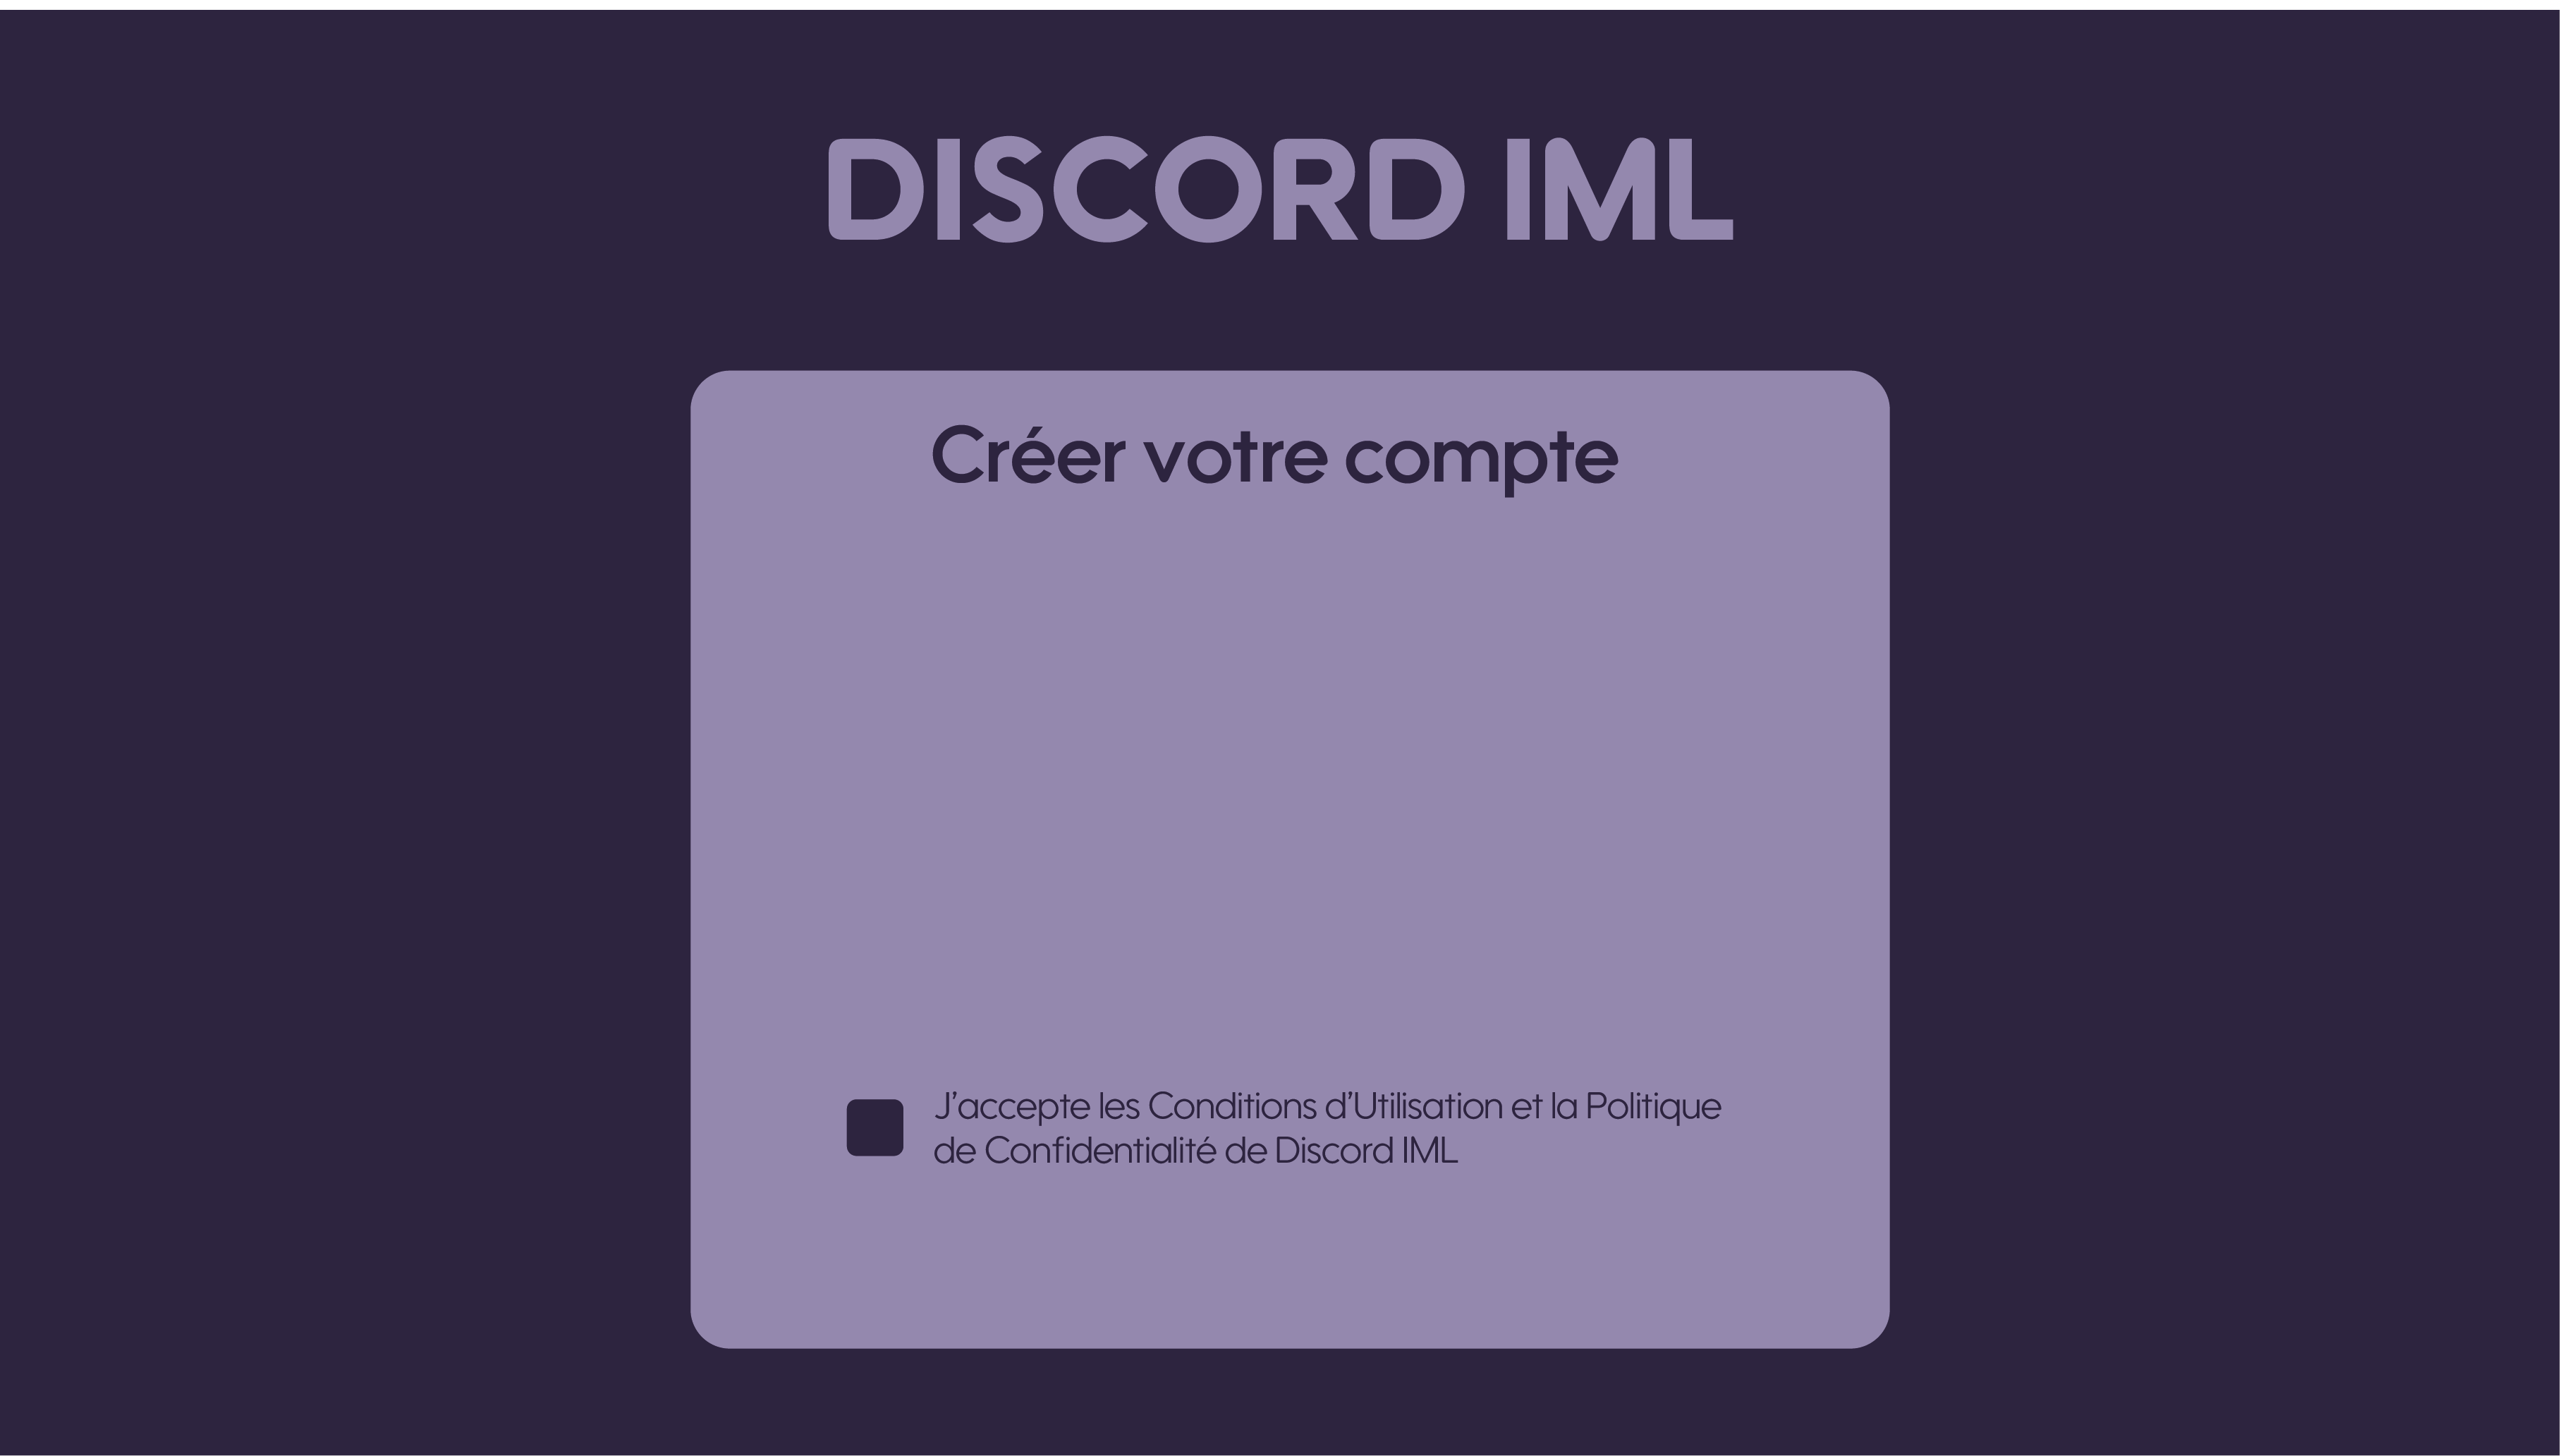 DISCORD IML
Créer votre compte
J’accepte les Conditions d’Utilisation et la Politique
de Confidentialité de Discord IML